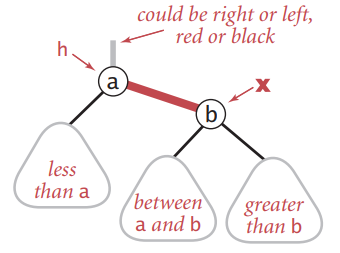 could be right or left,
red or black
h
a
x
b
less
than a
between
a and b
greater
than b